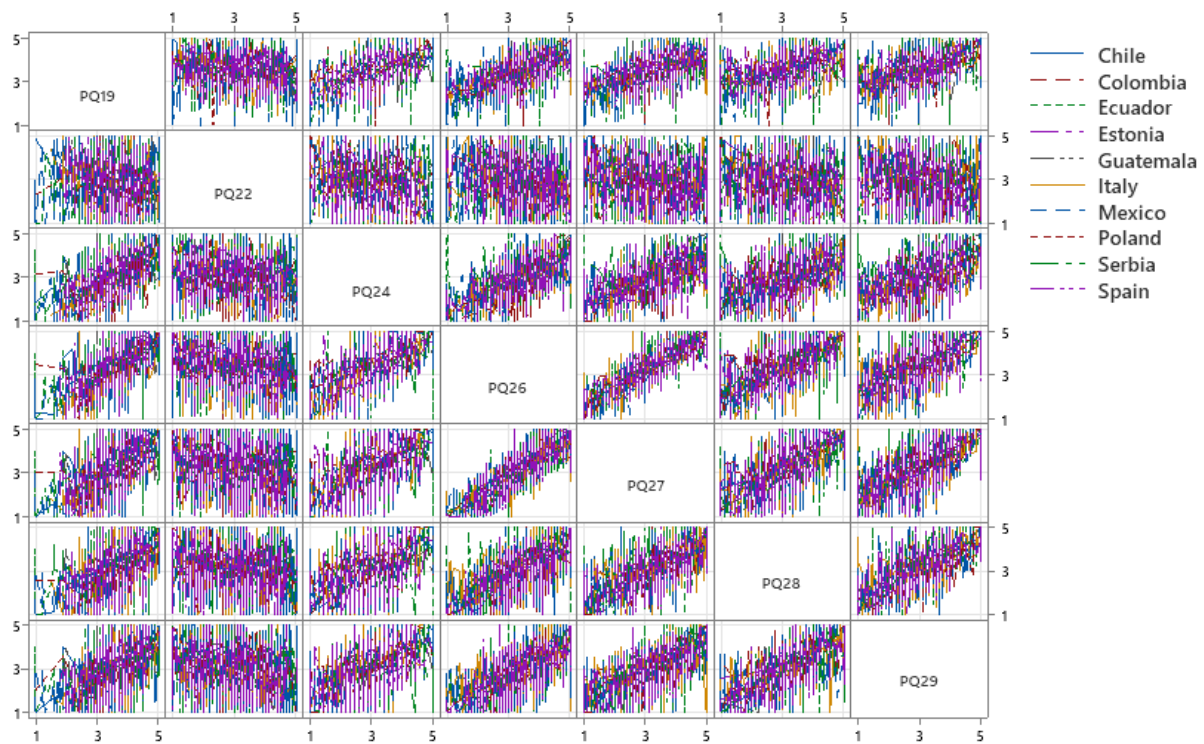 1 3 5 1 3 5 1 3 5
5
3
1
PQ19
Chile
Colombia
Ecuador
Estonia
Guatemala
Italy
Mexico
Poland
Serbia
Spain
5
3
1
PQ22
5
3
1
PQ24
5
3
1
PQ26
5
3
1
PQ27
5
3
1
PQ28
5
3
1
PQ29
1 3 5 1 3 5 1 3 5 1 3 5